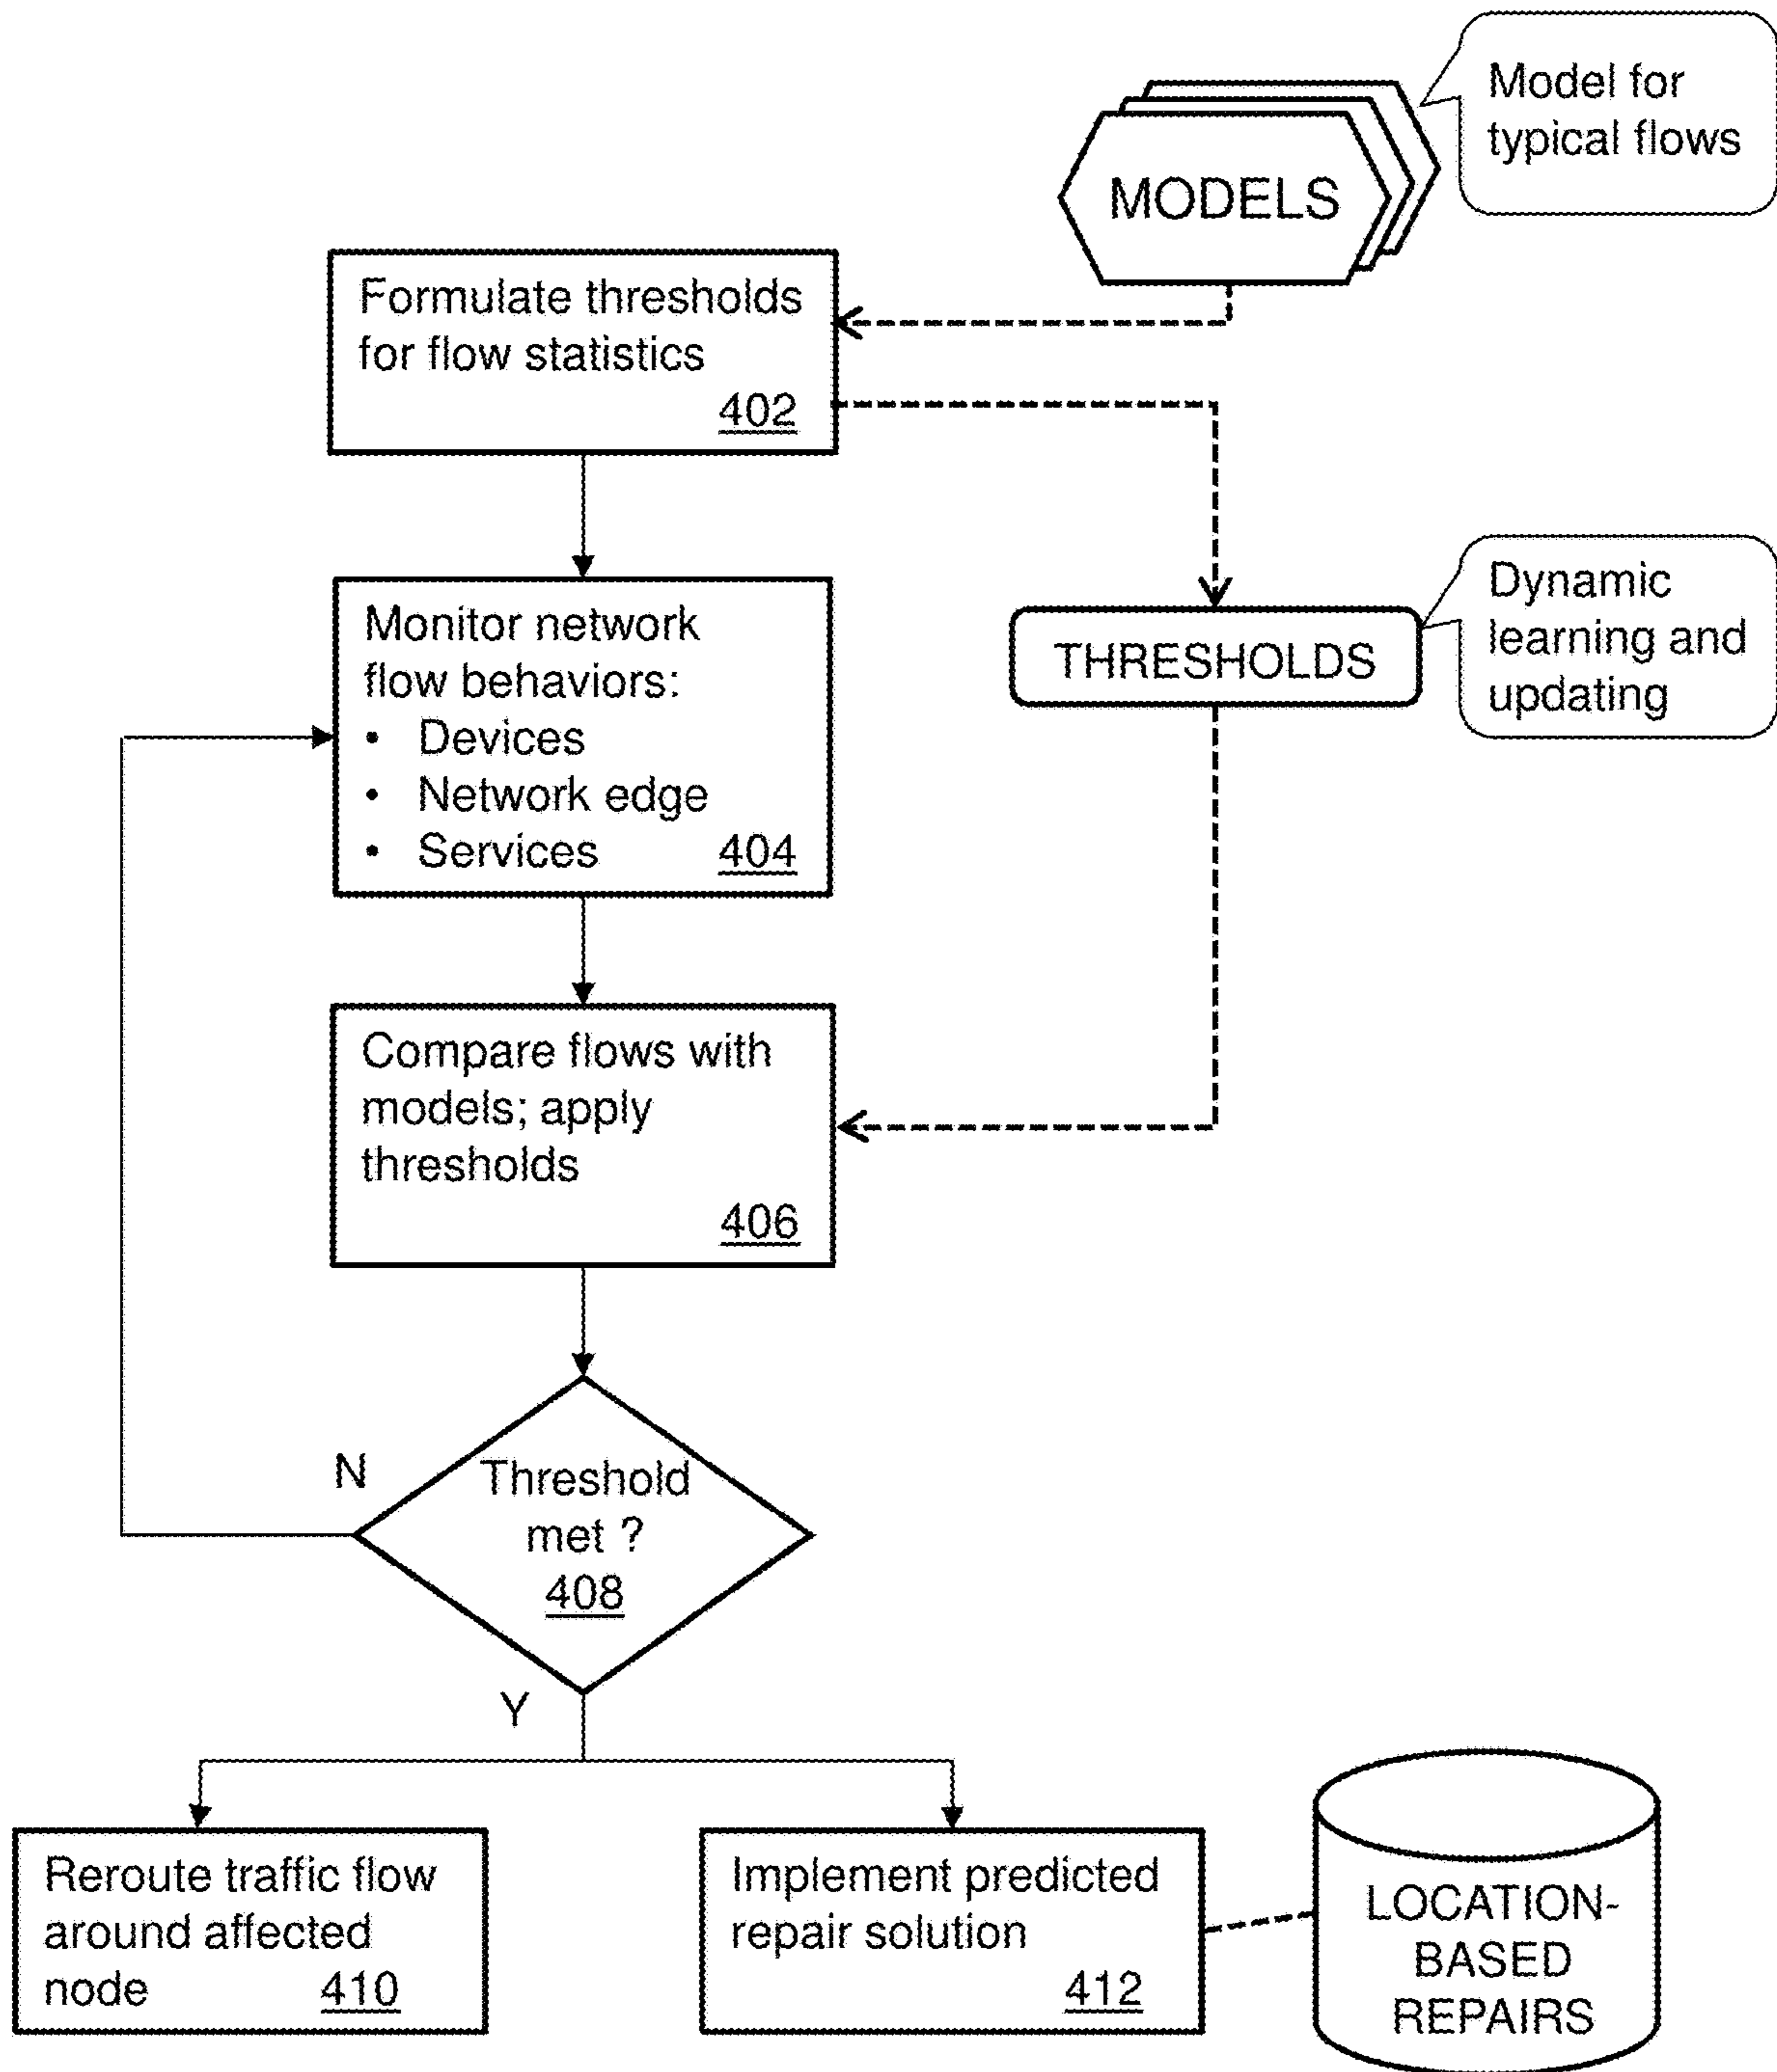 Model for
typical flows
MODELS
Formulate thresholds
for flow statistics
402
Monitor network
flow behaviors:
• Devices
• Network edge
• Services 404
THRESHOLDS
Dynamic
learning and
updating
Compare flows with
models; apply
thresholds
406
N
Threshold
met ?
408
Y
Reroute traffic flow
around affected
node 410
Implement predicted
repair solution
412
LOCATION-
BASED
REPAIRS